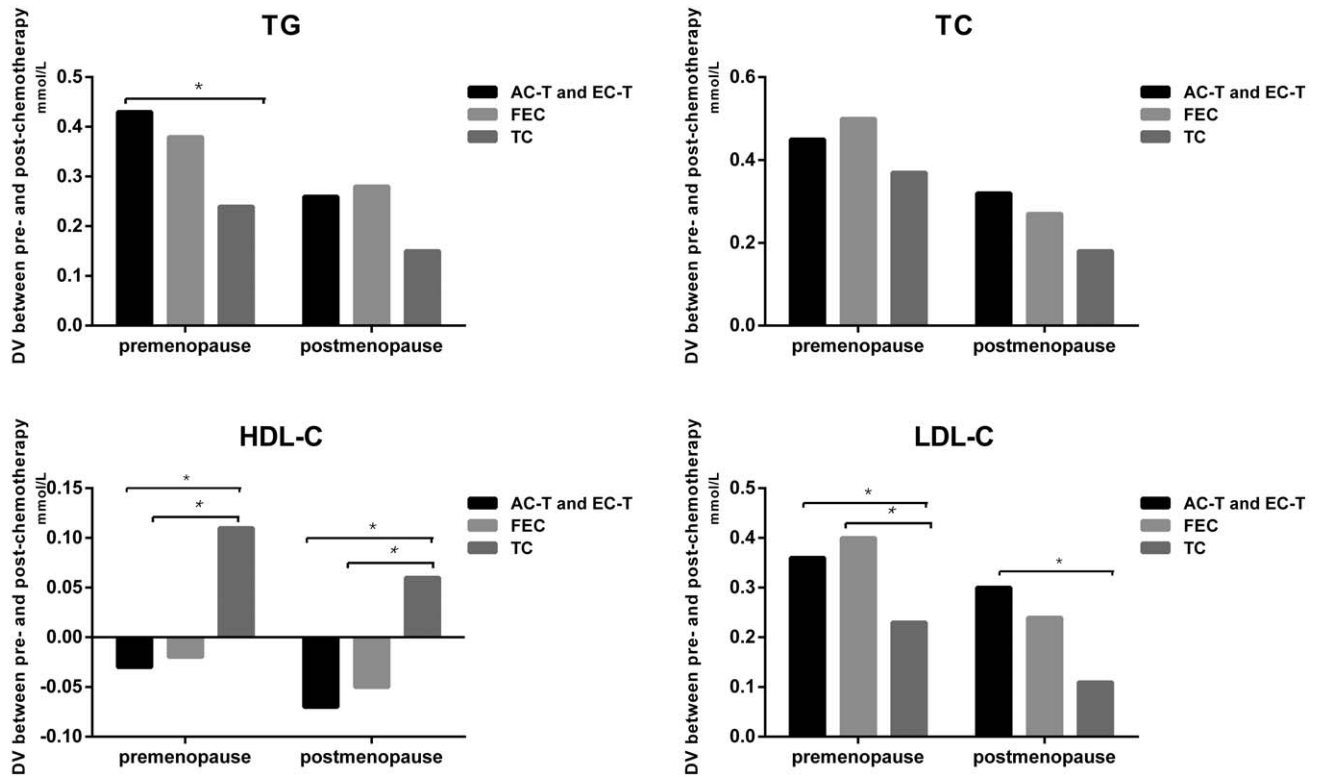 TG
DV between pre- and post-chemotherapy
mmol/L
0.5
0.4
0.3
0.2
0.1
0.0
*
premenopause
postmenopause
AC-T and EC-T
FEC
TC
TC
DV between pre- and post-chemotherapy
mmol/L
0.6
0.4
0.2
0.0
premenopause
postmenopause
AC-T and EC-T
FEC
TC
HDL-C
DV between pre- and post-chemotherapy
mmol/L
0.15
0.10
0.05
0.00
-0.05
-0.10
*
*
*
*
premenopause
postmenopause
AC-T and EC-T
FEC
TC
LDL-C
DV between pre- and post-chemotherapy
mmol/L
0.5
0.4
0.3
0.2
0.1
0.0
*
*
*
premenopause
postmenopause
AC-T and EC-T
FEC
TC